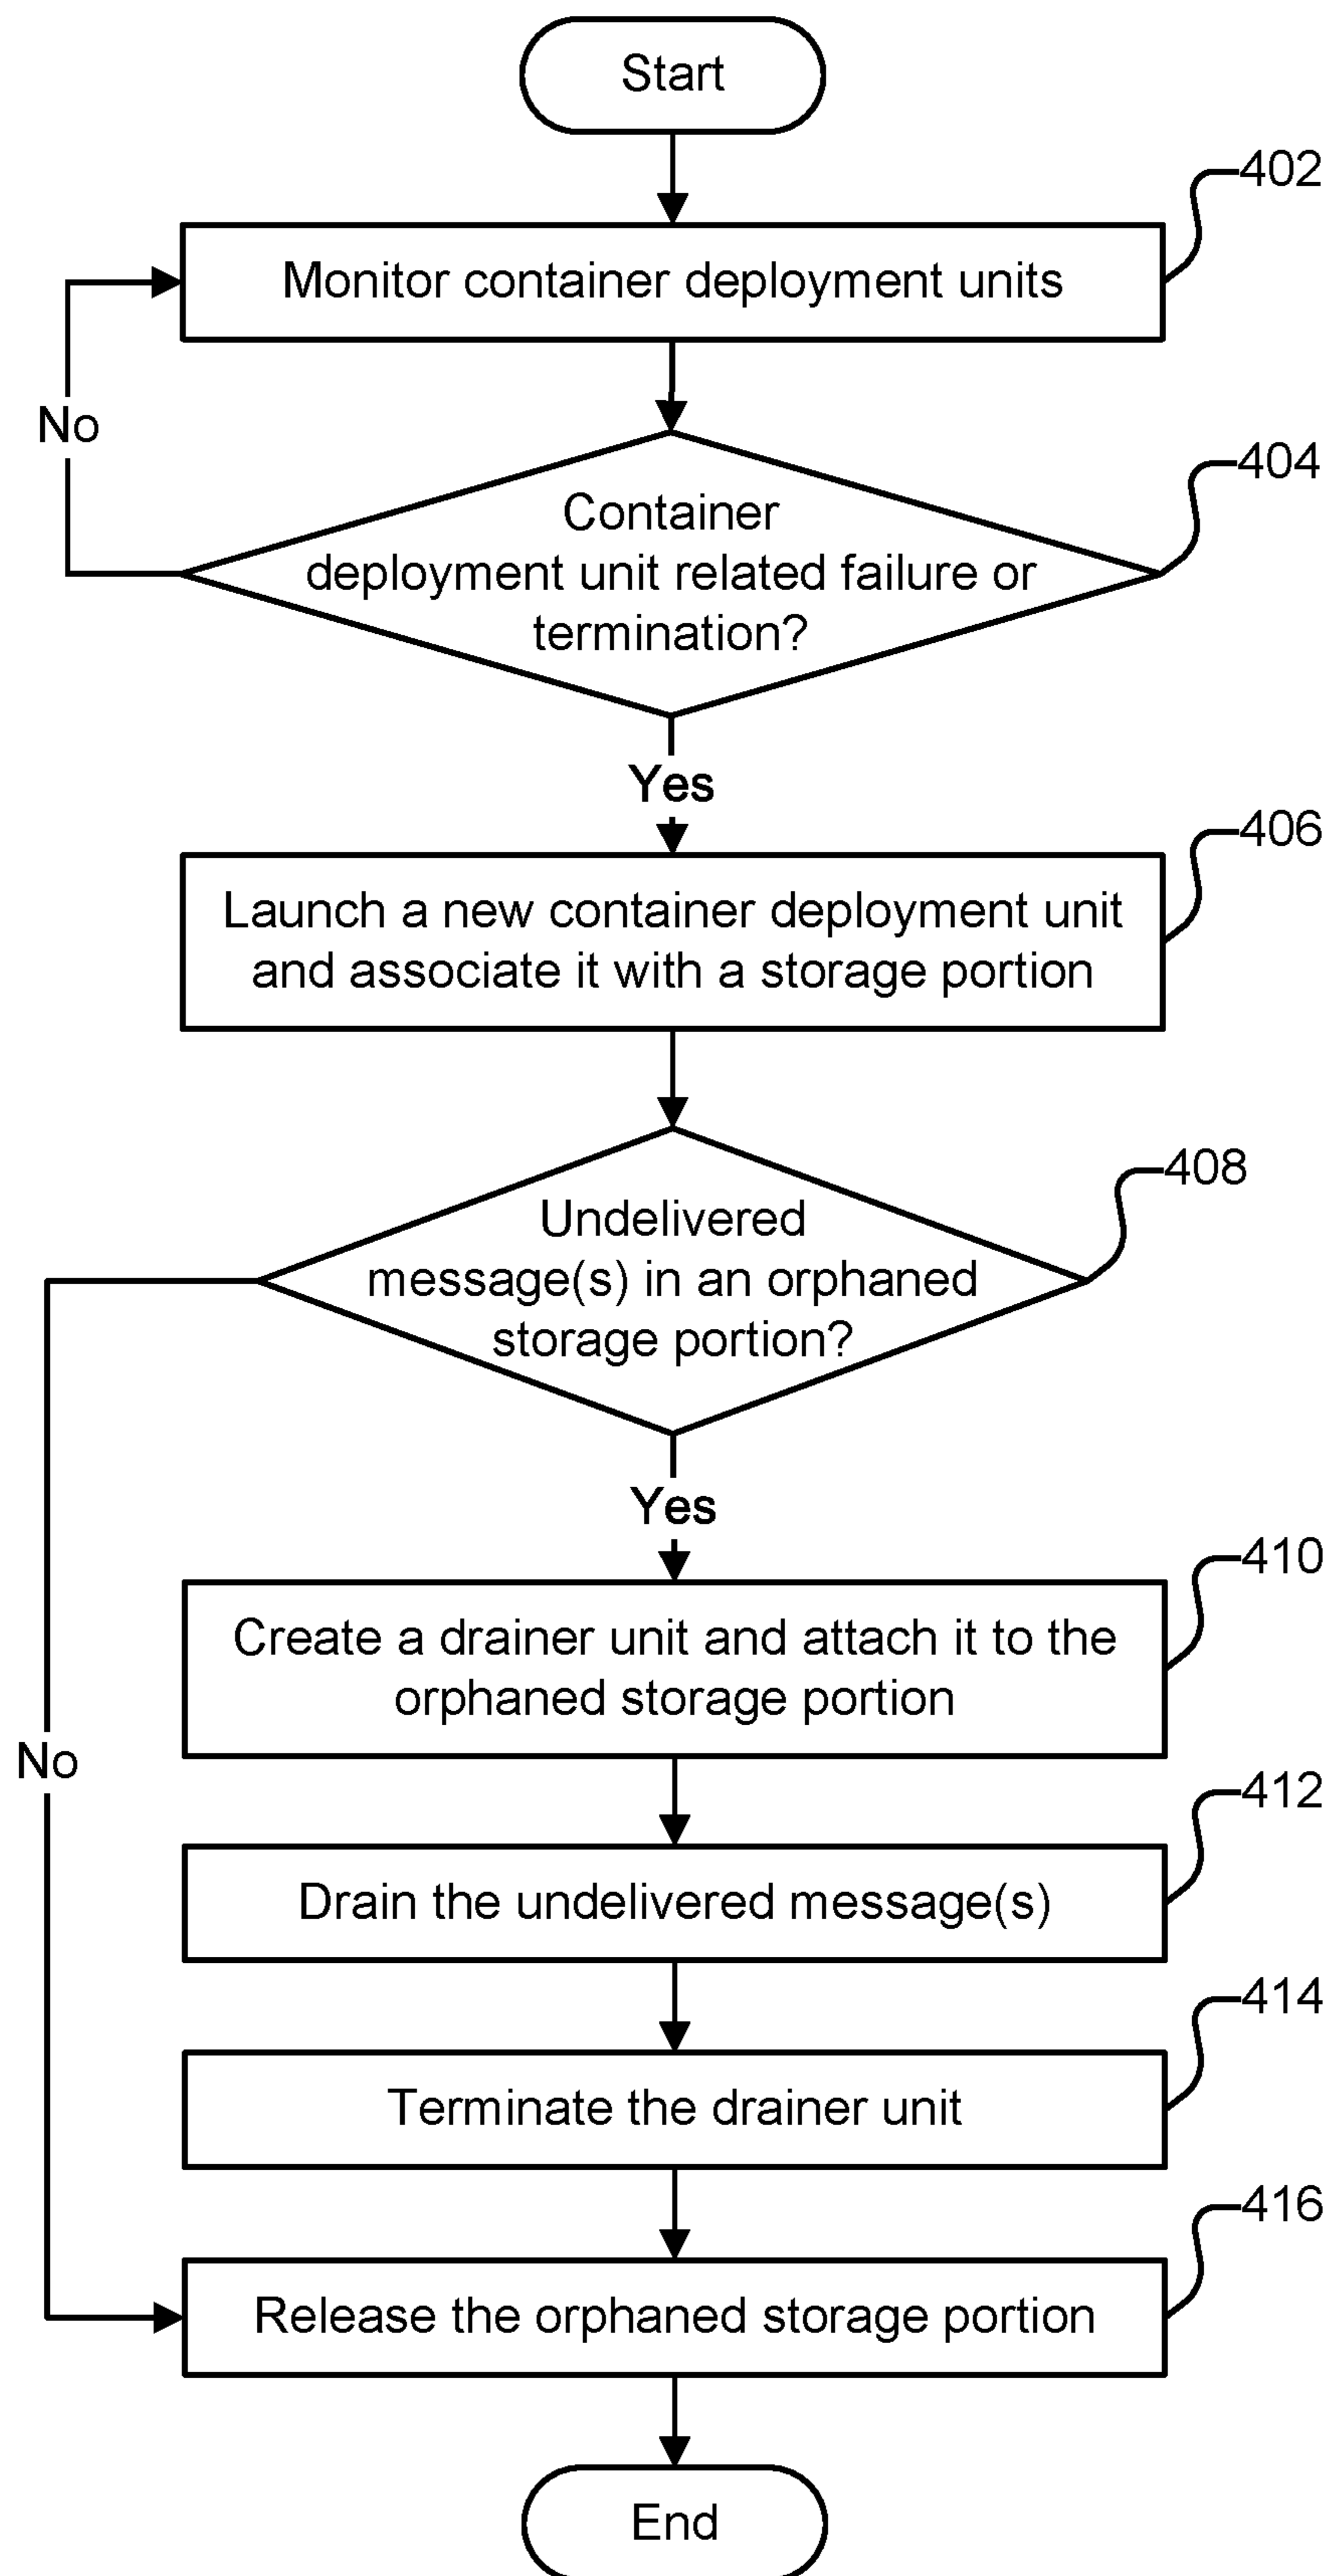 Start
402
Monitor container deployment units
No
404
Container
deployment unit related failure or
termination?
Yes
406
Launch a new container deployment unit
and associate it with a storage portion
408
Undelivered
message(s) in an orphaned
storage portion?
Yes
410
Create a drainer unit and attach it to the
orphaned storage portion
No
412
Drain the undelivered message(s)
414
Terminate the drainer unit
416
Release the orphaned storage portion
End